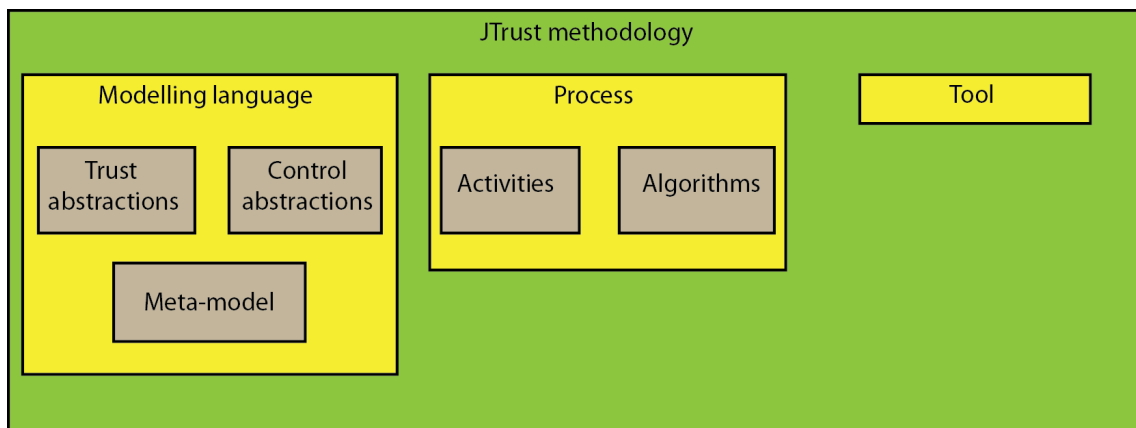 JTrust methodology
Modelling language
Trust
abstractions
Control
abstractions
Meta-model
Process
Activities
Algorithms
Tool